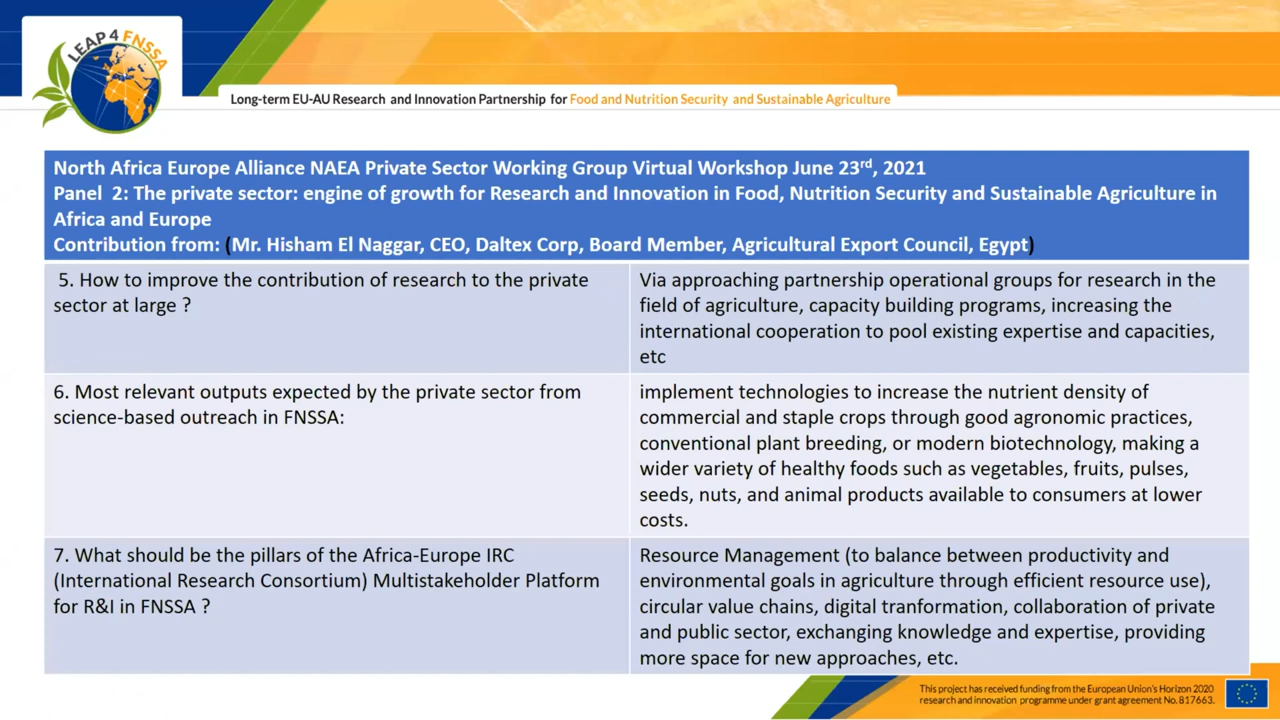 LEAP4FNSSA
Long-term EU-AU Research and Innovation Partnership for Food and Nutrition Security and Sustainable Agriculture
North Africa Europe Alliance NAEA Private Sector Working Group Virtual Workshop June 23rd, 2021
Panel 2: The private sector: engine of growth for Research and Innovation in Food, Nutrition Security and Sustainable Agriculture in
Africa and Europe
Contribution from: (Mr. Hisham El Naggar, CEO, Daltex Corp, Board Member, Agricultural Export Council, Egypt)
5. How to improve the contribution of research to the private
sector at large ?
Via approaching partnership operational groups for research in the
field of agriculture, capacity building programs, increasing the
international cooperation to pool existing expertise and capacities,
etc
6. Most relevant outputs expected by the private sector from
science-based outreach in FNSSA:
implement technologies to increase the nutrient density of
commercial and staple crops through good agronomic practices,
conventional plant breeding, or modern biotechnology, making a
wider variety of healthy foods such as vegetables, fruits, pulses,
seeds, nuts, and animal products available to consumers at lower
costs.
7. What should be the pillars of the Africa-Europe IRC
(International Research Consortium) Multistakeholder Platform
for R&I in FNSSA ?
Resource Management (to balance between productivity and
environmental goals in agriculture through efficient resource use),
circular value chains, digital tranformation, collaboration of private
and public sector, exchanging knowledge and expertise, providing
more space for new approaches, etc.
This project has received funding from the European Union's Horizon 2020
research and innovation programme under grant agreement No. 817663.